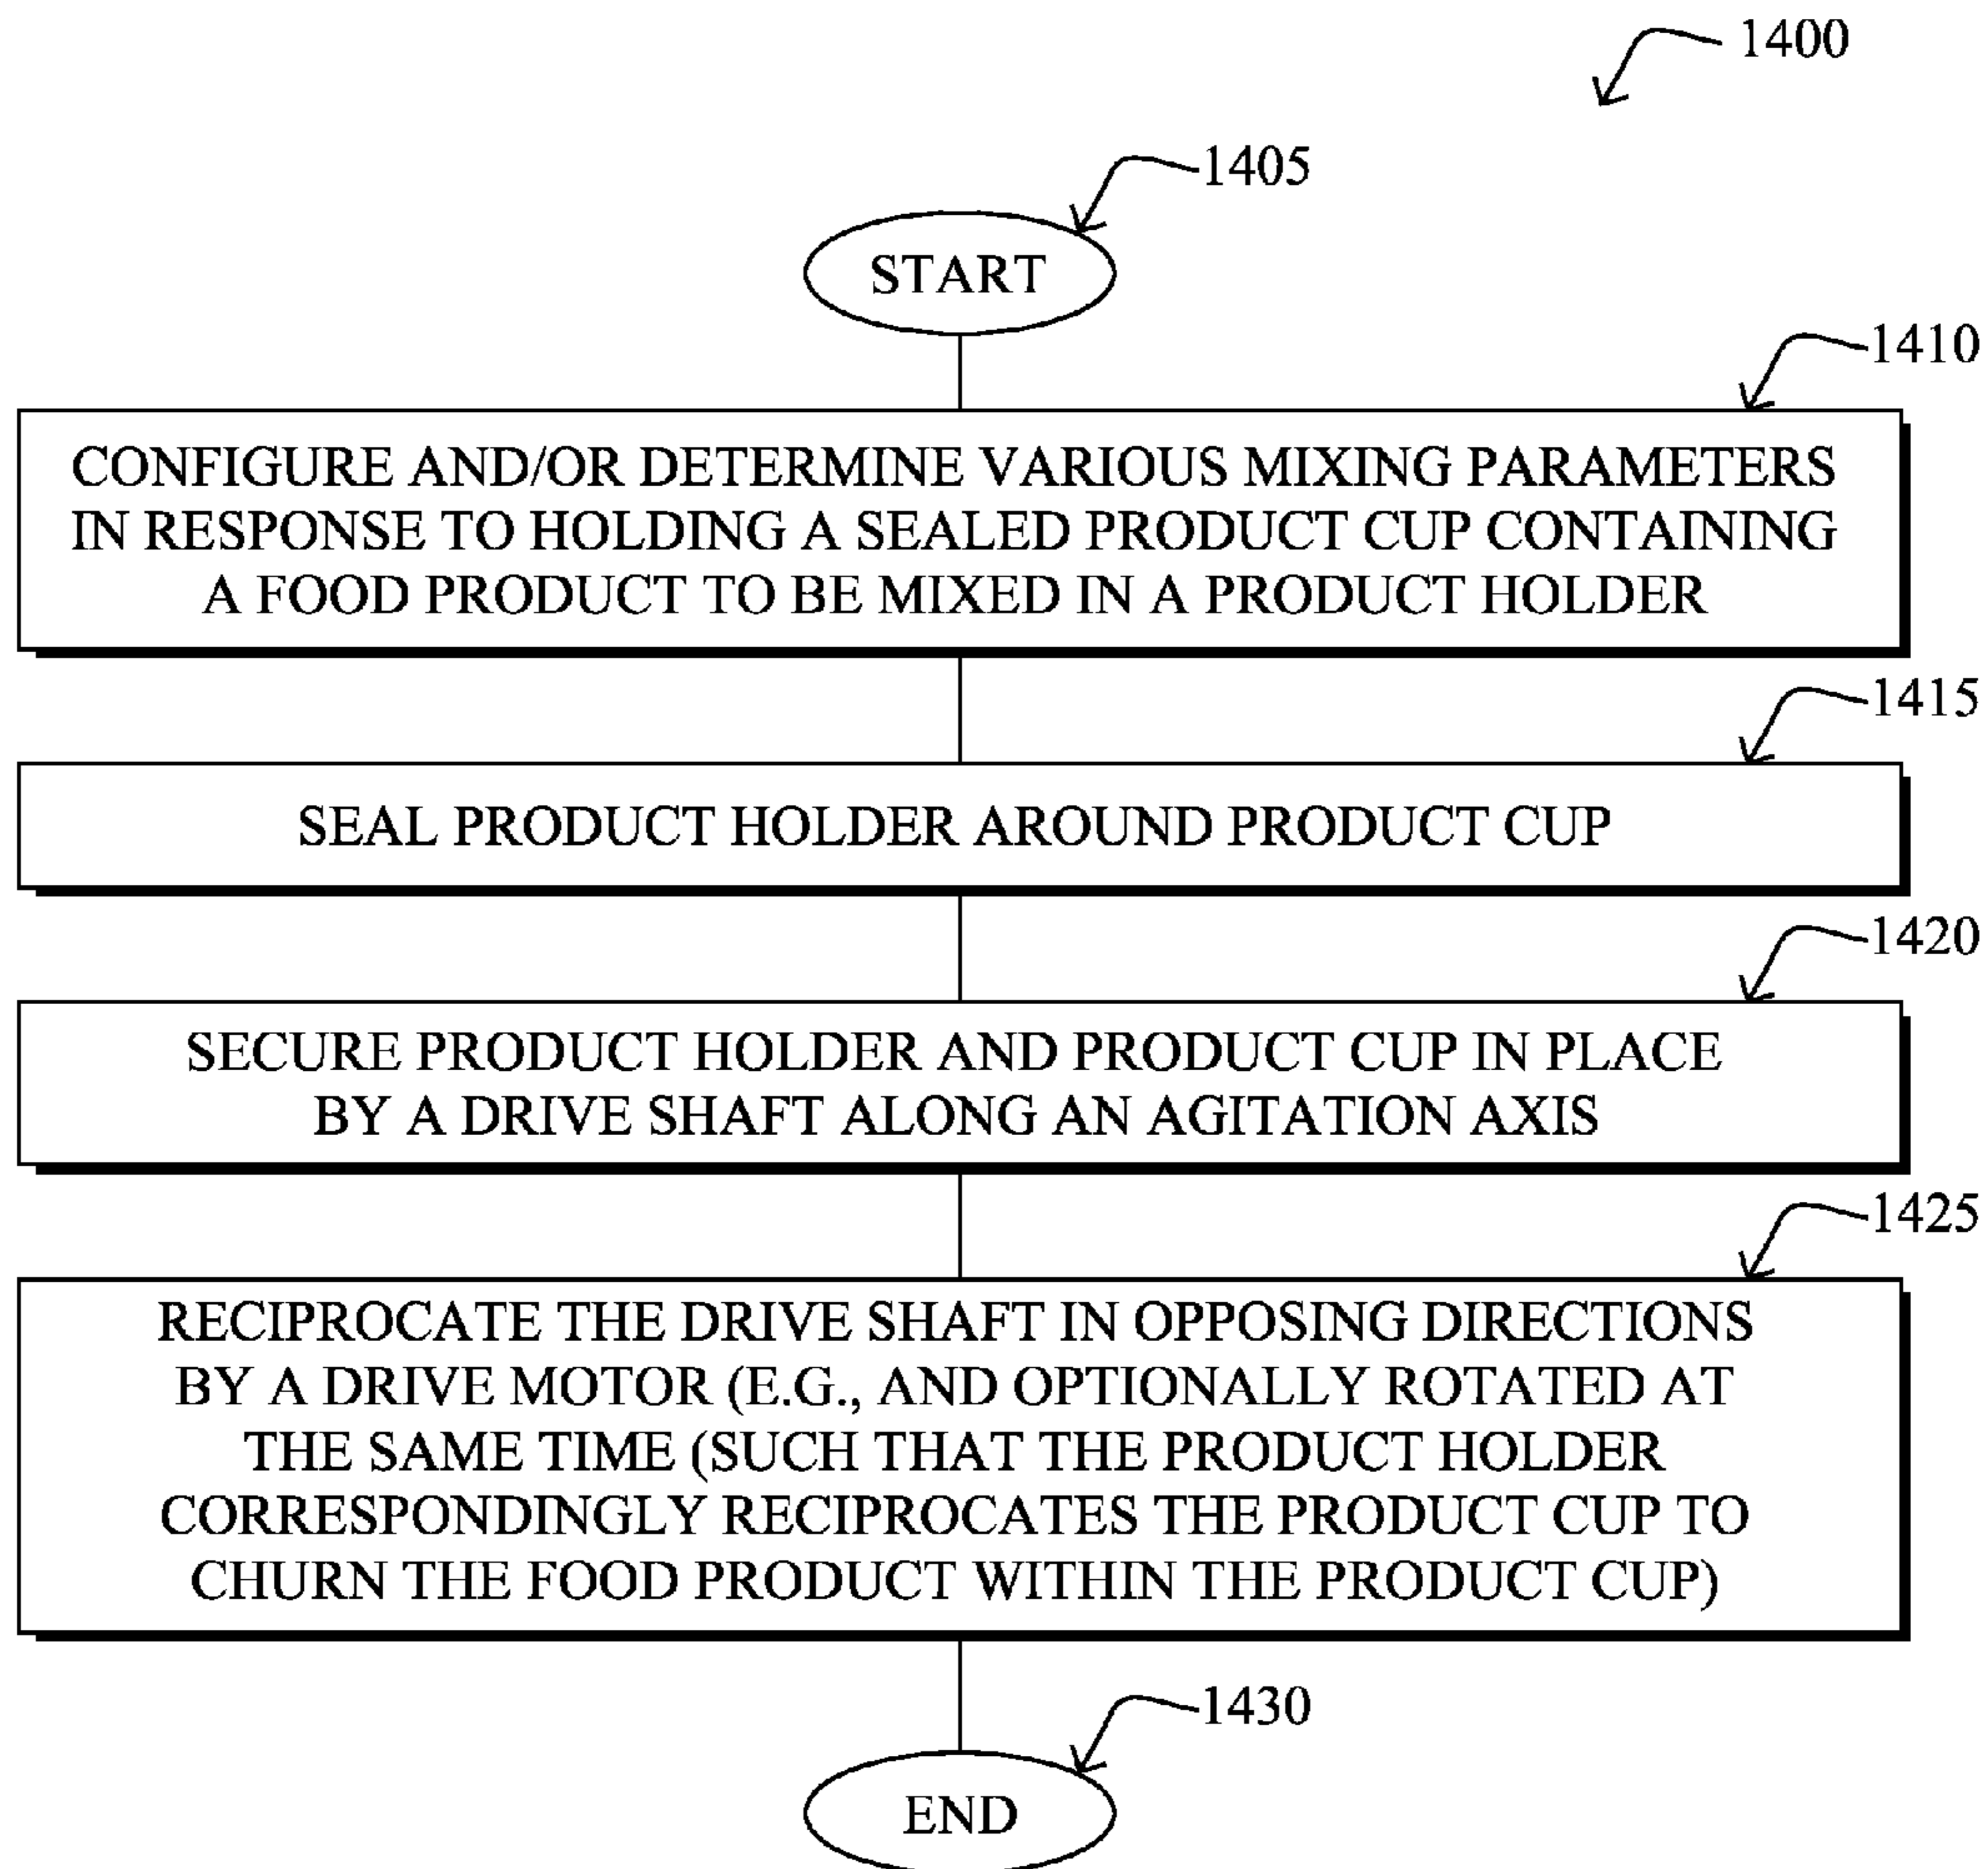 1400
1405
START
1410
CONFIGURE AND/OR DETERMINE VARIOUS MIXING PARAMETERS
IN RESPONSE TO HOLDING A SEALED PRODUCT CUP CONTAINING
A FOOD PRODUCT TO BE MIXED IN A PRODUCT HOLDER
1415
SEAL PRODUCT HOLDER AROUND PRODUCT CUP
1420
SECURE PRODUCT HOLDER AND PRODUCT CUP IN PLACE
BY A DRIVE SHAFT ALONG AN AGITATION AXIS
1425
RECIPROCATE THE DRIVE SHAFT IN OPPOSING DIRECTIONS
BY A DRIVE MOTOR (E.G., AND OPTIONALLY ROTATED AT
THE SAME TIME (SUCH THAT THE PRODUCT HOLDER
CORRESPONDINGLY RECIPROCATES THE PRODUCT CUP TO
CHURN THE FOOD PRODUCT WITHIN THE PRODUCT CUP)
1430
END